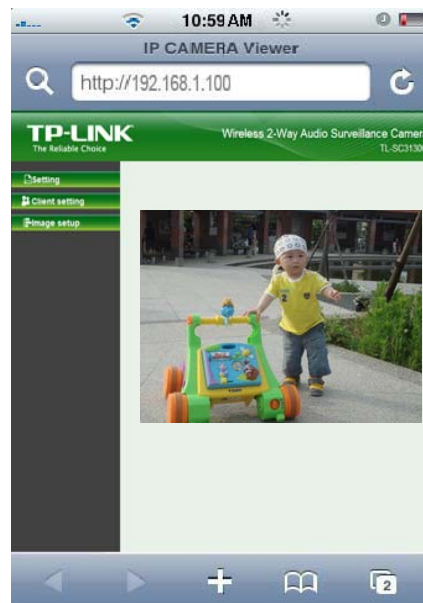 10:59 AM
IP CAMERA Viewer
http://192.168.1.100
TP-LINK
The Reliable Choice
Wireless 2-Way Audio Surveillance Camer
TL-SC3130
Setting
Client setting
Image setup
2